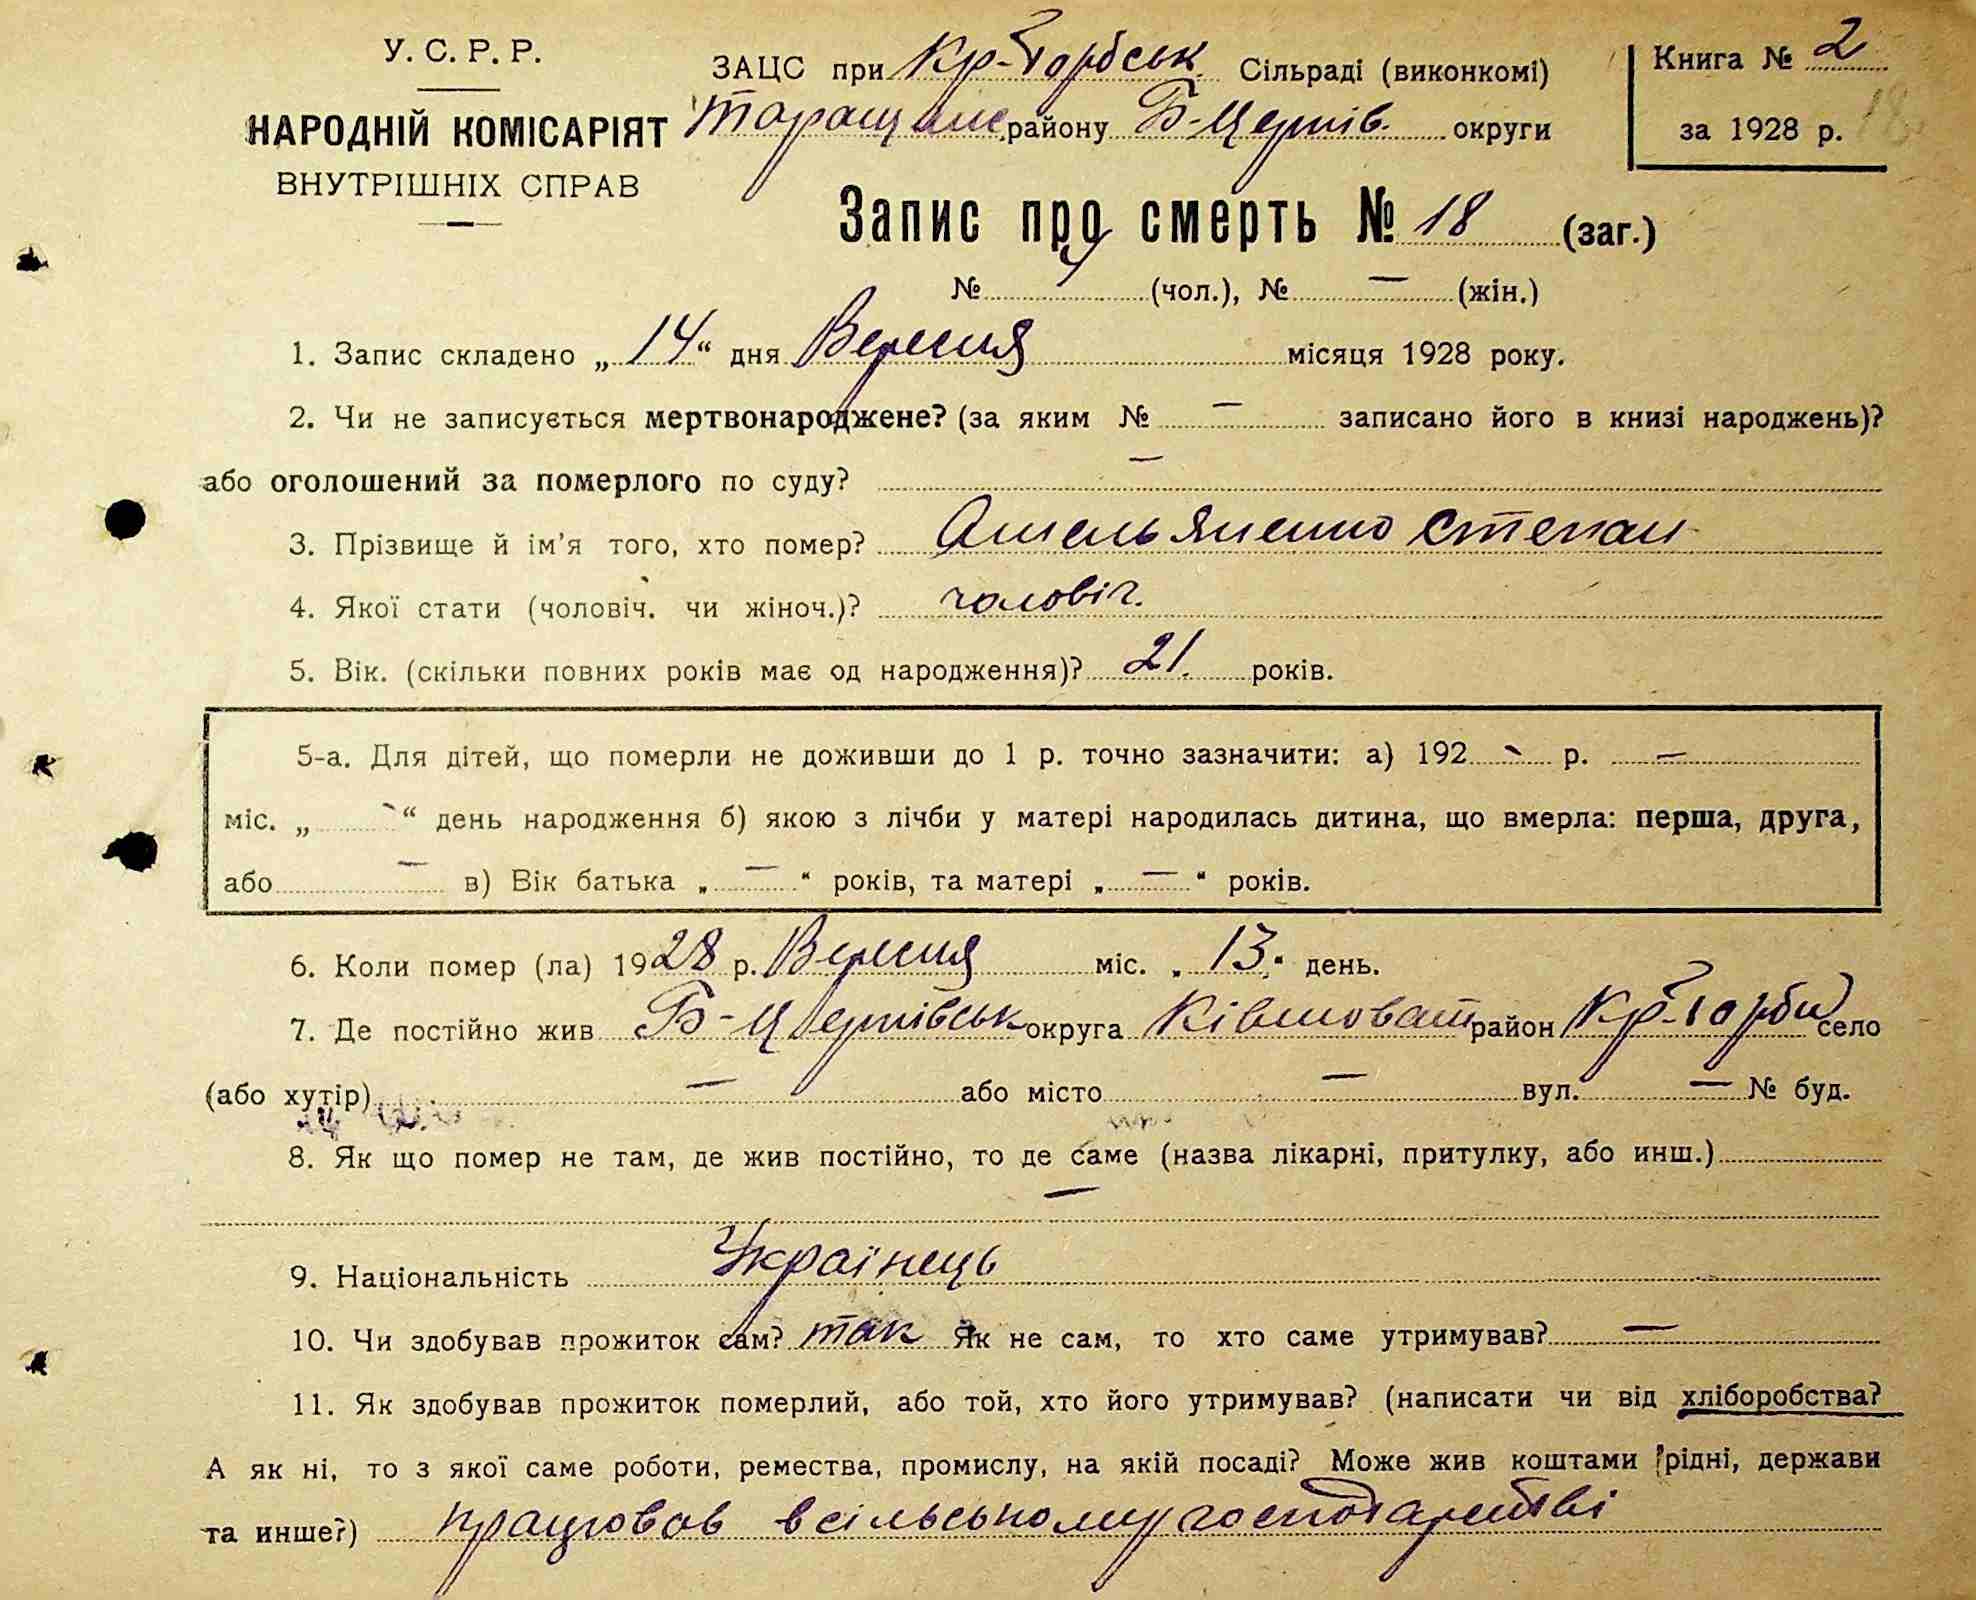 У. С. Р. Р.
НАРОДНІЙ КОМІСАРІЯТ
ВНУТРІШНІХ СПРАВ
ЗАЦС при Кр-Торбськ. Сільраді (виконкомі)
Таращанс. району Б-Церків. округи
Книга № 2
за 1928 р. 18
Запис про смерть № 18 (заг.)
№ 4 (чол.), № — (жін.)
1. Запис складено „14“ дня Вересня місяця 1928 року.
2. Чи не записується мертвонароджене? (за яким № — записано його в книзі народжень)?
або оголошений за померлого по суду? —
3. Прізвище й ім'я того, хто помер? Амельяненко Степан
4. Якої стати (чоловіч. чи жіноч.)? чоловіч.
5. Вік. (скільки повних років має од народження)? 21. років.
5-а. Для дітей, що померли не доживши до 1 р. точно зазначити: а) 192 - р. —
міс. „ - “ день народження б) якою з лічби у матері народилась дитина, що вмерла: перша, друга,
або — в) Вік батька „ — “ років, та матері „ — “ років.
6. Коли помер (ла) 1928 р. Вересня міс. „13.“ день.
7. Де постійно жив Б-Церківськ округа Ківшоват район Кр-Торби село
(або хутір) — або місто — вул. — № буд.
8. Як що помер не там, де жив постійно, то де саме (назва лікарні, притулку, або инш.)
—
9. Національність Українець
10. Чи здобував прожиток сам? так Як не сам, то хто саме утримував? —
11. Як здобував прожиток померлий, або той, хто його утримував? (написати чи від хліборобства?
А як ні, то з якої саме роботи, ремества, промислу, на якій посаді? Може жив коштами рідні, держави
та инше?) працював в сільському господарстві